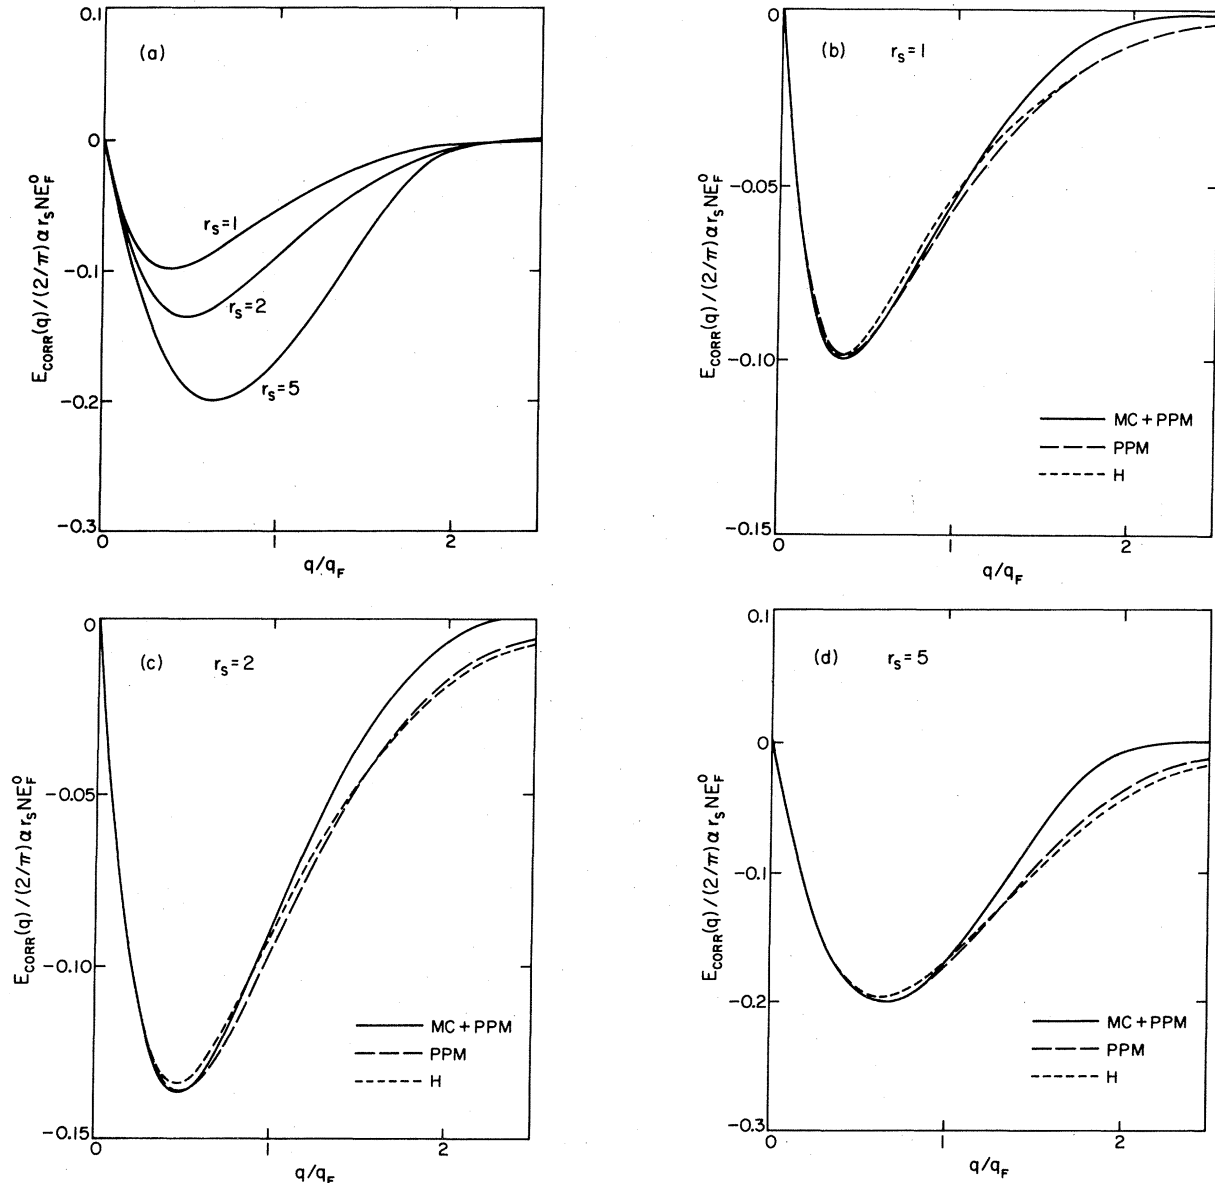 0.1
(a)
0
−0.1
−0.2
−0.3
r_s=1
r_s=2
r_s=5
E_CORR(q)/(2/π) α r_s NE_F^0
0
1
2
q/q_F
0
(b) r_s=1
−0.05
−0.10
−0.15
E_CORR(q)/(2/π) α r_s NE_F^0
MC+PPM
PPM
H
0
1
2
q/q_F
0
(c) r_s=2
−0.05
−0.10
−0.15
E_CORR(q)/(2/π) α r_s NE_F^0
MC+PPM
PPM
H
0
1
2
q/q_F
0.1
(d) r_s=5
0
−0.1
−0.2
−0.3
E_CORR(q)/(2/π) α r_s NE_F^0
MC+PPM
PPM
H
0
1
2
q/q_F